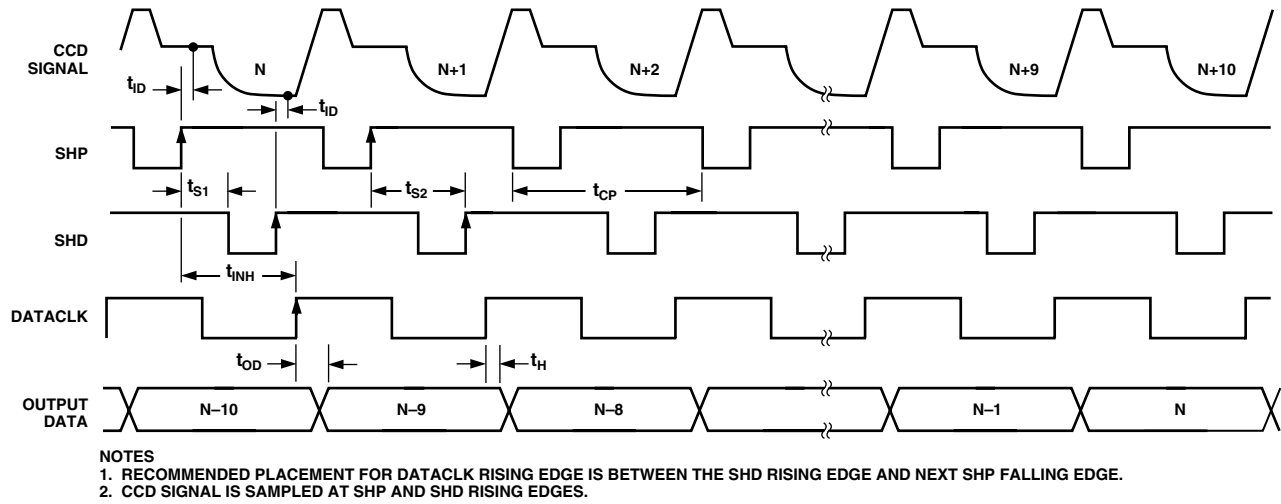 CCD
SIGNAL
N
N+1
N+2
N+9
N+10
tID
tID
SHP
tS1
tS2
tCP
SHD
tINH
DATACLK
tOD
tH
OUTPUT
DATA
N–10
N–9
N–8
N–1
N
NOTES
1. RECOMMENDED PLACEMENT FOR DATACLK RISING EDGE IS BETWEEN THE SHD RISING EDGE AND NEXT SHP FALLING EDGE.
2. CCD SIGNAL IS SAMPLED AT SHP AND SHD RISING EDGES.